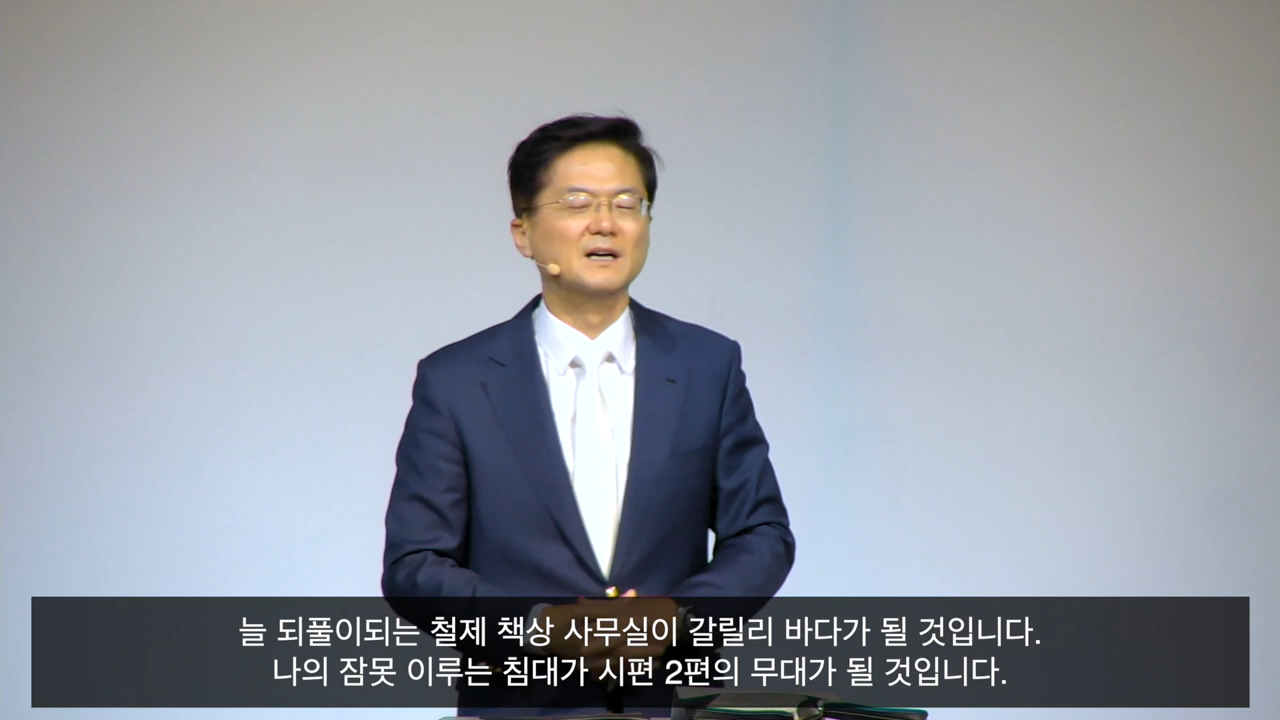 늘 되풀이되는 철제 책상 사무실이 갈릴리 바다가 될 것입니다.
나의 잠못 이루는 침대가 시편 2편의 무대가 될 것입니다.